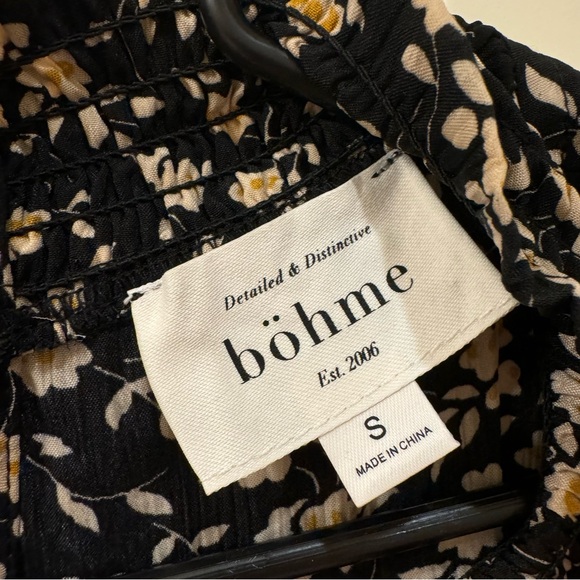 Detailed & Distinctive
böhme
Est. 2006
S
MADE IN CHINA